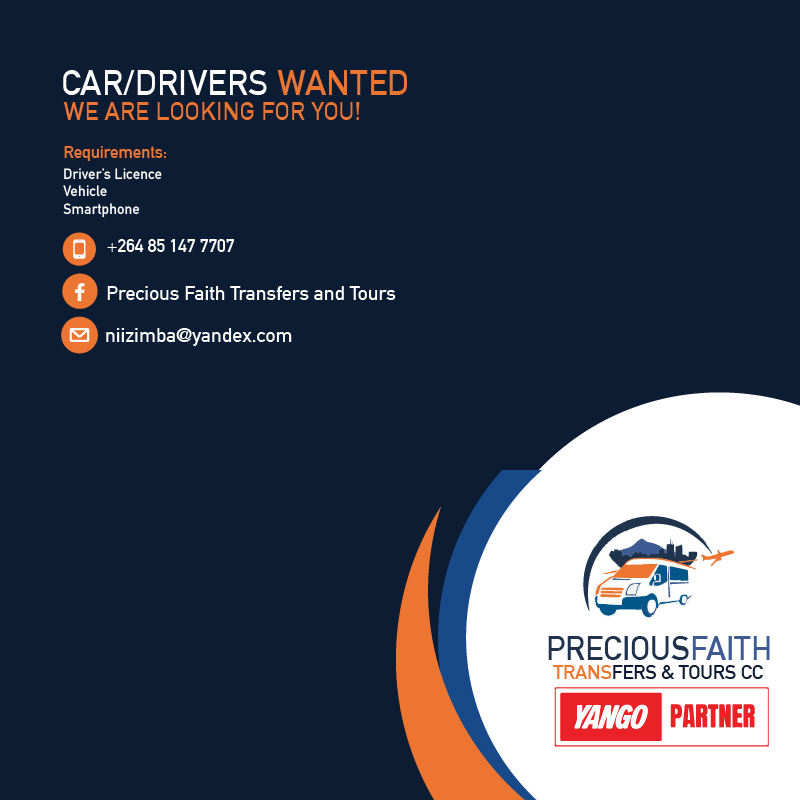 CAR/DRIVERS WANTED
WE ARE LOOKING FOR YOU!
Requirements:
Driver's Licence
Vehicle
Smartphone
+264 85 147 7707
Precious Faith Transfers and Tours
niizimba@yandex.com
PRECIOUSFAITH
TRANSFERS & TOURS CC
YANGO PARTNER